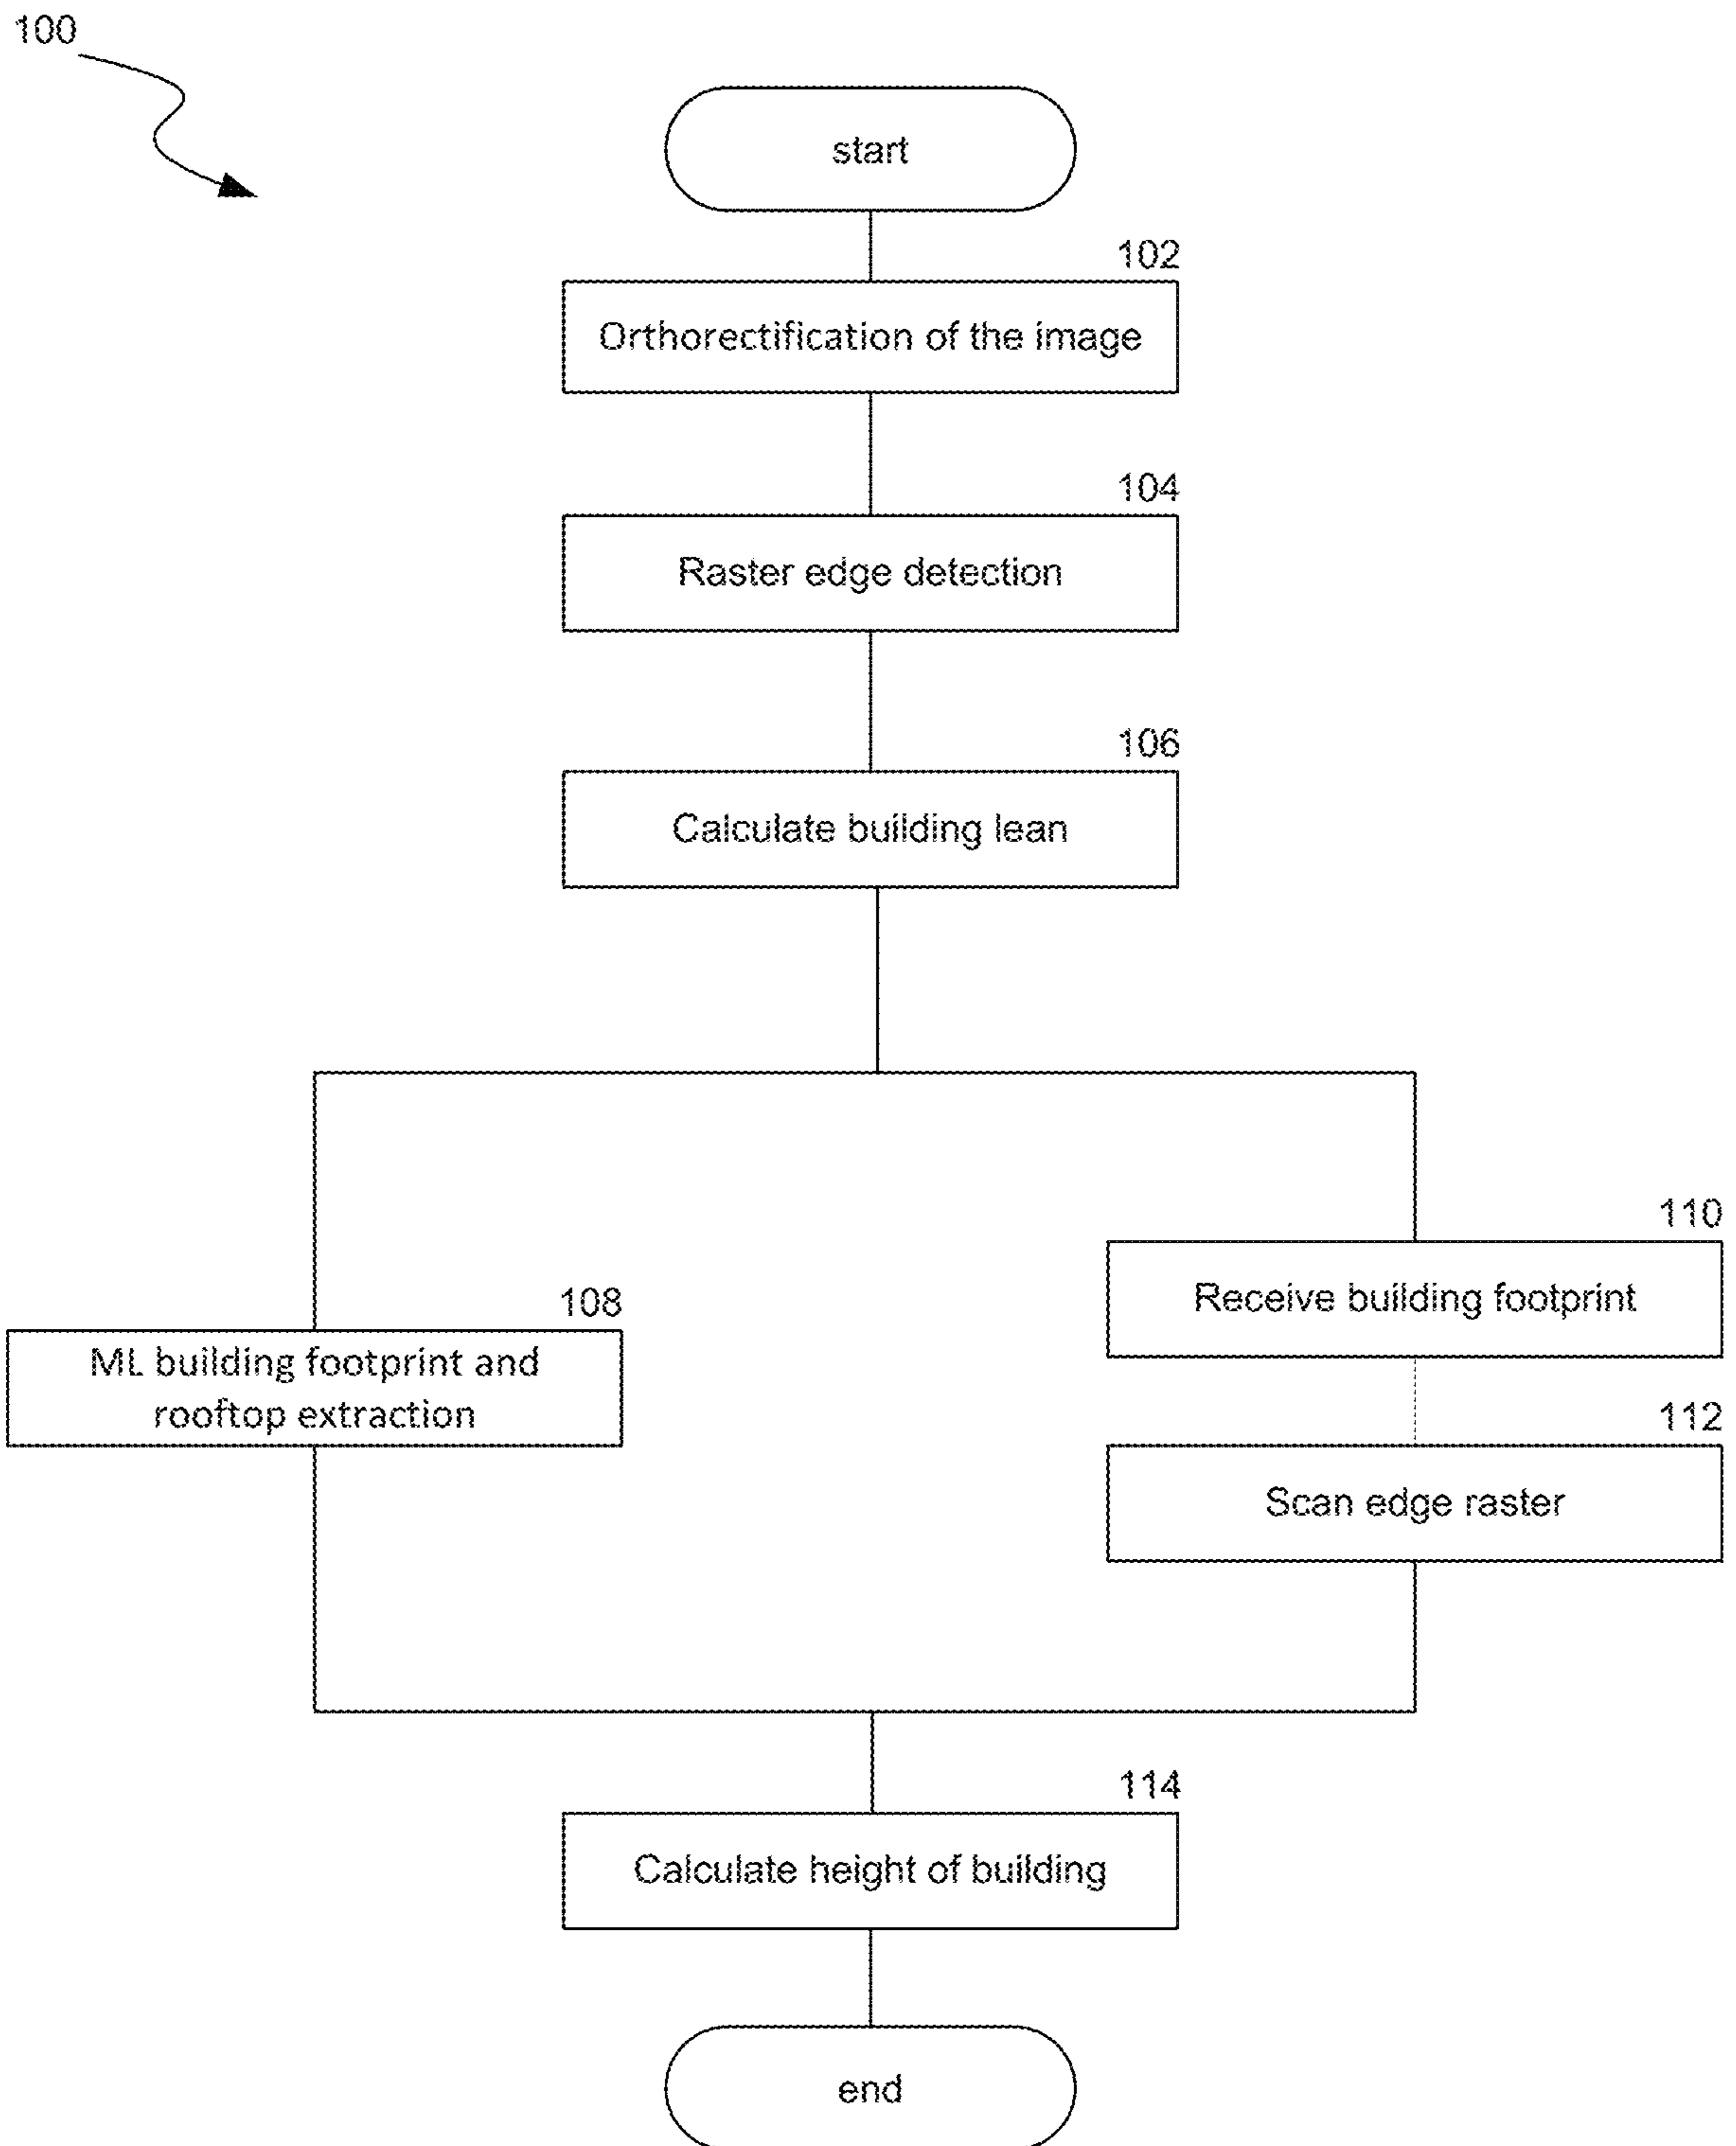 100
start
102
Orthorectification of the image
104
Raster edge detection
106
Calculate building lean
110
Receive building footprint
108
ML building footprint and
rooftop extraction
112
Scan edge raster
114
Calculate height of building
end